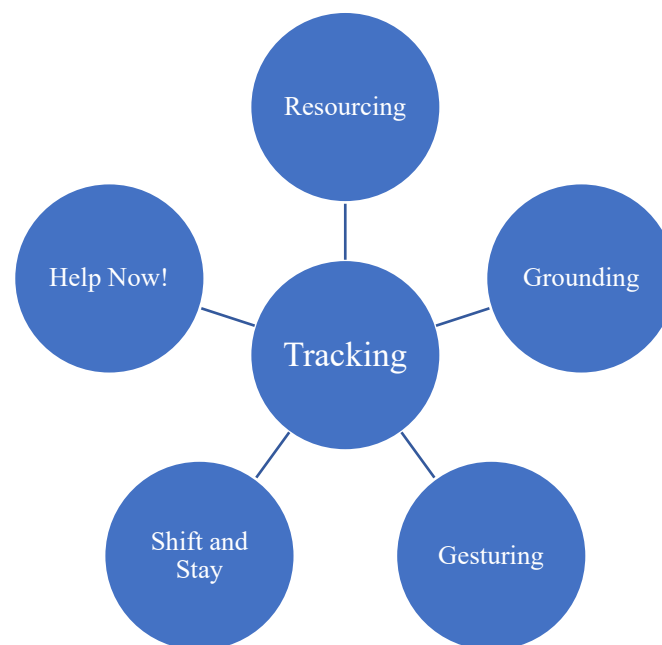 Resourcing
Help Now!
Grounding
Tracking
Shift and
Stay
Gesturing